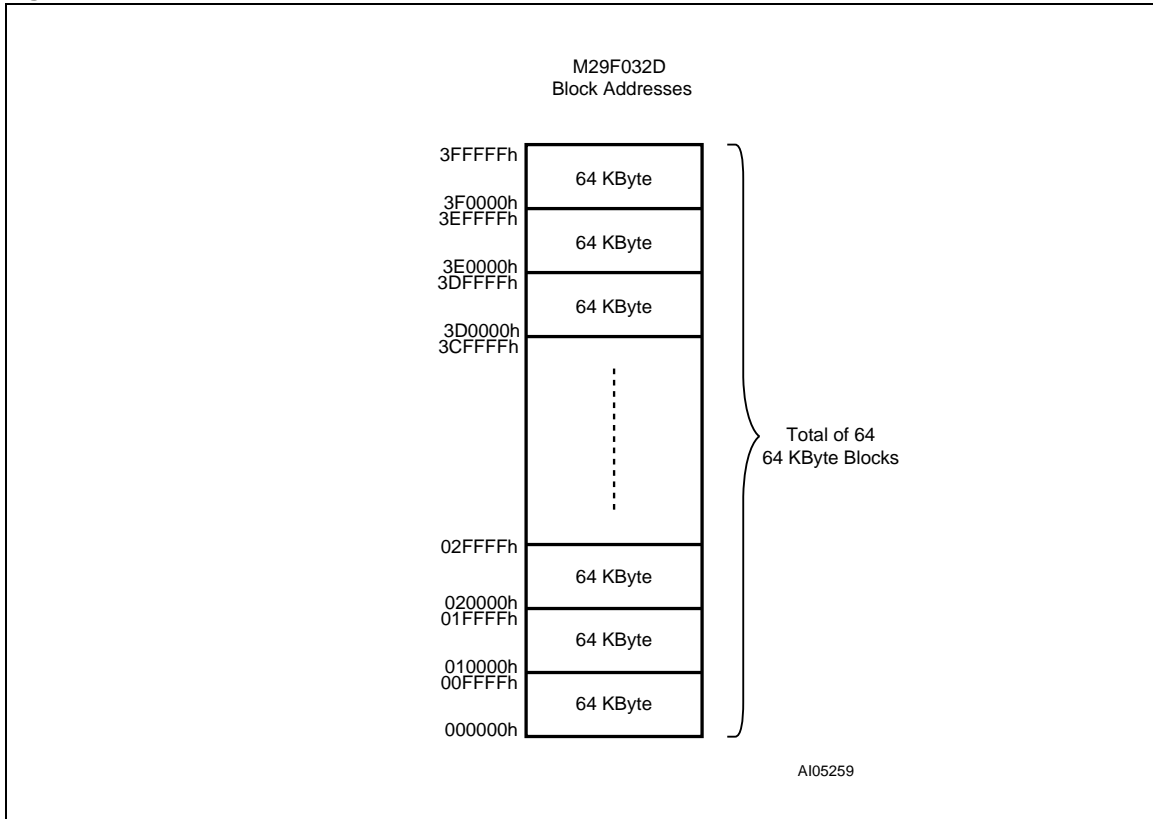 M29F032D
Block Addresses
3FFFFFh
64 KByte
3F0000h
3EFFFFh
64 KByte
3E0000h
3DFFFFh
64 KByte
3D0000h
3CFFFFh
Total of 64
64 KByte Blocks
02FFFFh
64 KByte
020000h
01FFFFh
64 KByte
010000h
00FFFFh
64 KByte
000000h
AI05259